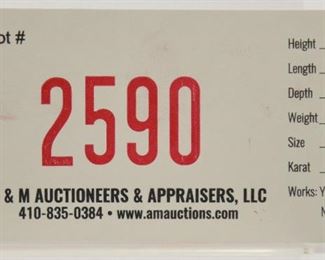 ot #
2590
& M AUCTIONEERS & APPRAISERS, LLC
410-835-0384 • www.amauctions.com
Height
Length
Depth
Weight
Size
Karat
Works: Y
N